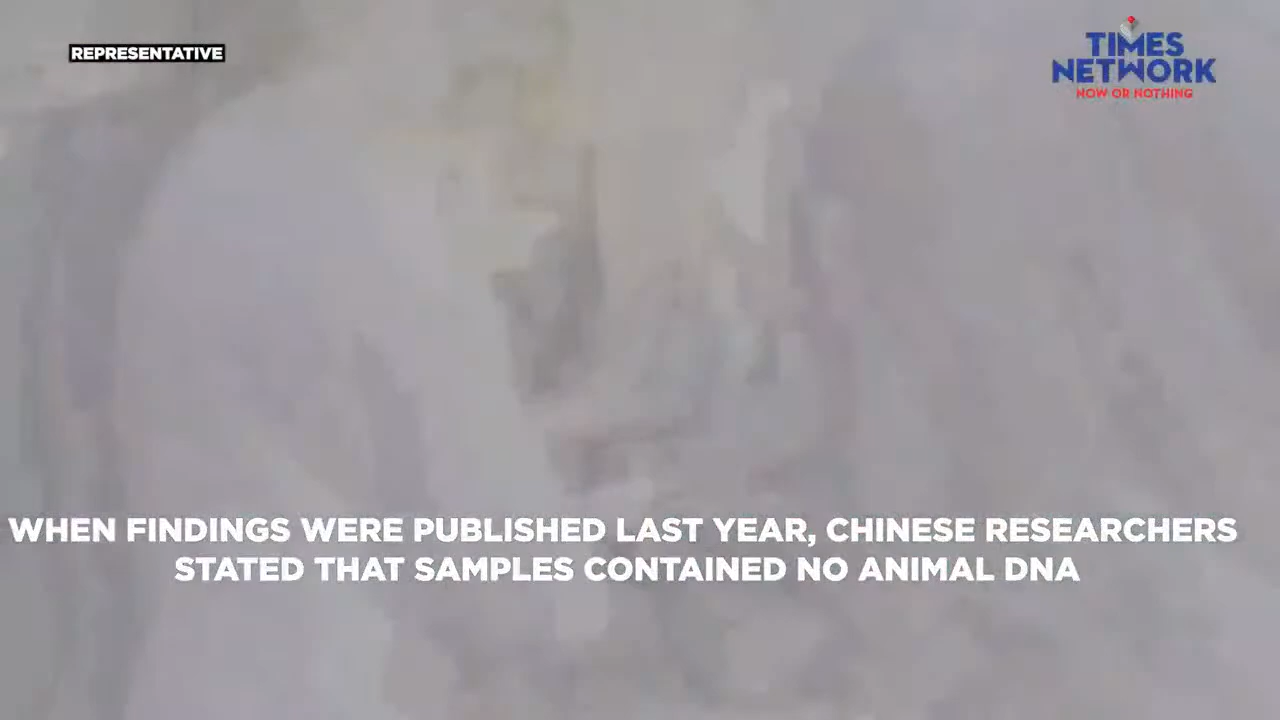 REPRESENTATIVE
TIMES
NETWORK
NOW OR NOTHING
WHEN FINDINGS WERE PUBLISHED LAST YEAR, CHINESE RESEARCHERS
STATED THAT SAMPLES CONTAINED NO ANIMAL DNA